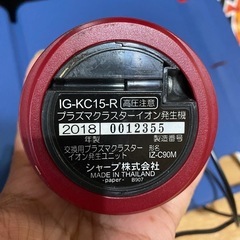 IG-KC15-R 高圧注意
プラズマクラスターイオン発生機
2018 0012355
年製 製造番号
交換用プラズマクラスター
イオン発生ユニット IZ-C90M
シャープ株式会社
MADE IN THAILAND
-paper- B907